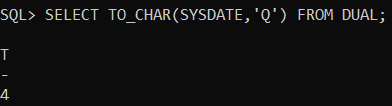 SQL> SELECT TO_CHAR(SYSDATE,'Q') FROM DUAL;
T
-
4